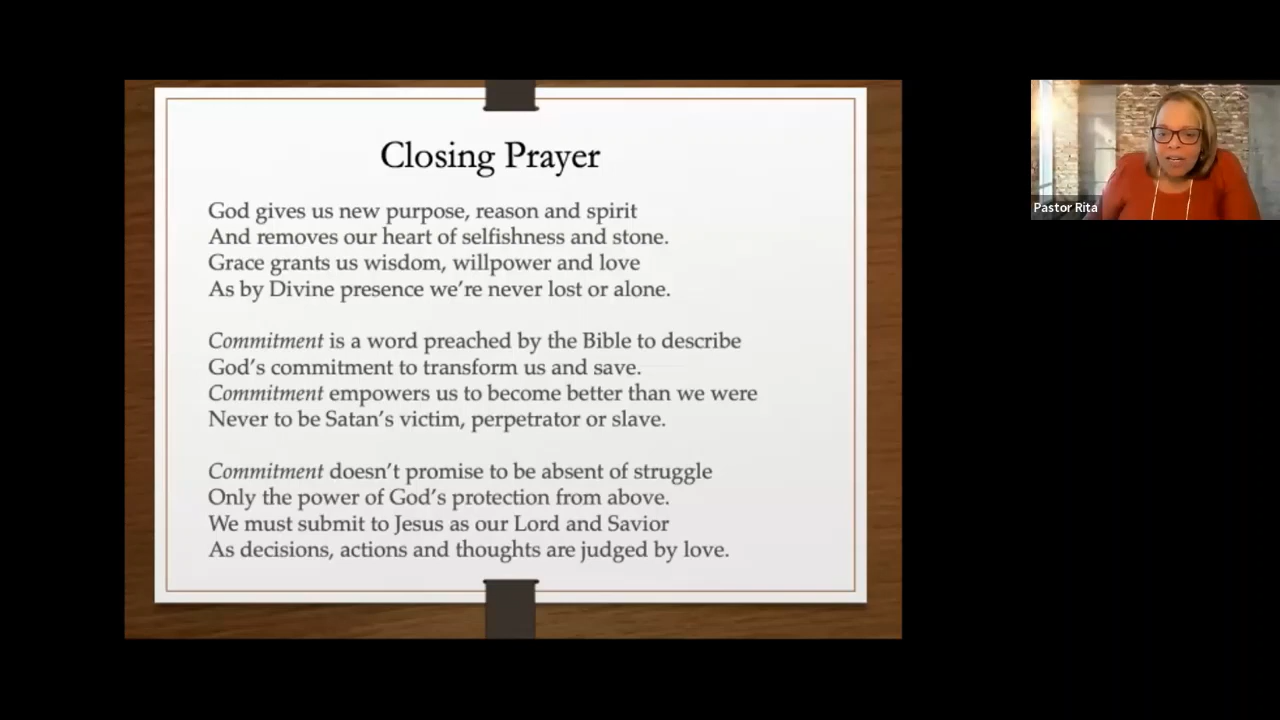 Closing Prayer
God gives us new purpose, reason and spirit
And removes our heart of selfishness and stone.
Grace grants us wisdom, willpower and love
As by Divine presence we're never lost or alone.
Commitment is a word preached by the Bible to describe
God's commitment to transform us and save.
Commitment empowers us to become better than we were
Never to be Satan's victim, perpetrator or slave.
Commitment doesn't promise to be absent of struggle
Only the power of God's protection from above.
We must submit to Jesus as our Lord and Savior
As decisions, actions and thoughts are judged by love.
Pastor Rita